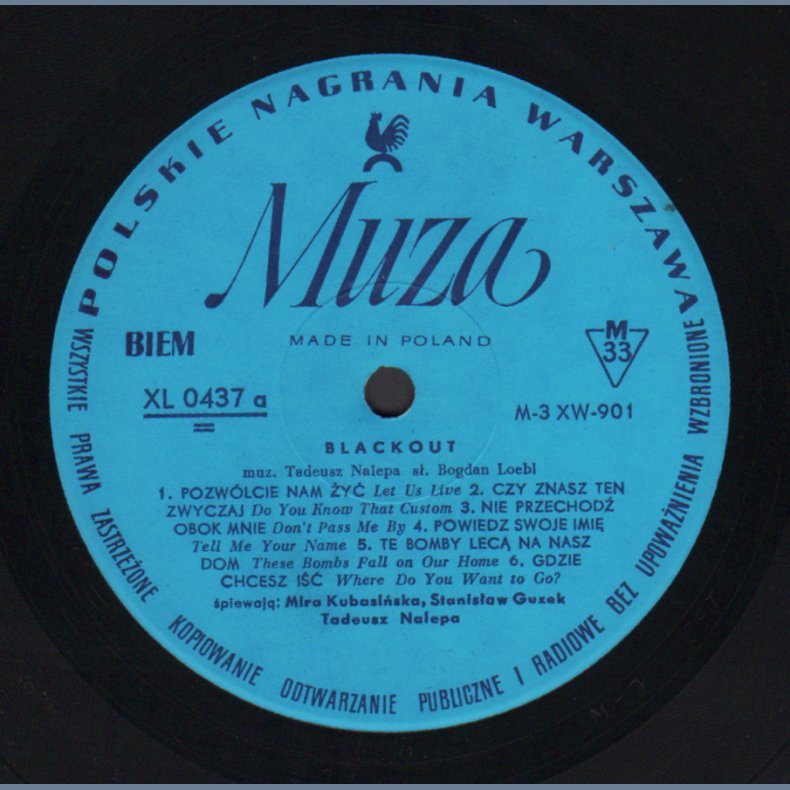 POLSKIE NAGRANIA WARSZAWA
Muza
BIEM
MADE IN POLAND
M
33
XL 0437 a
M-3 XW-901
BLACKOUT
muz. Tadeusz Nalepa sł. Bogdan Loebl
1. POZWÓLCIE NAM ŻYĆ Let Us Live 2. CZY ZNASZ TEN
ZWYCZAJ Do You Know That Custom 3. NIE PRZECHODŹ
OBOK MNIE Don't Pass Me By 4. POWIEDZ SWOJE IMIĘ
Tell Me Your Name 5. TE BOMBY LECĄ NA NASZ
DOM These Bombs Fall on Our Home 6. GDZIE
CHCESZ IŚĆ Where Do You Want to Go?
śpiewają: Mira Kubasińska, Stanisław Guzek
Tadeusz Nalepa
WSZYSTKIE PRAWA ZASTRZEŻONE KOPIOWANIE ODTWARZANIE PUBLICZNE I RADIOWE BEZ UPOWAŻNIENIA WZBRONIONE